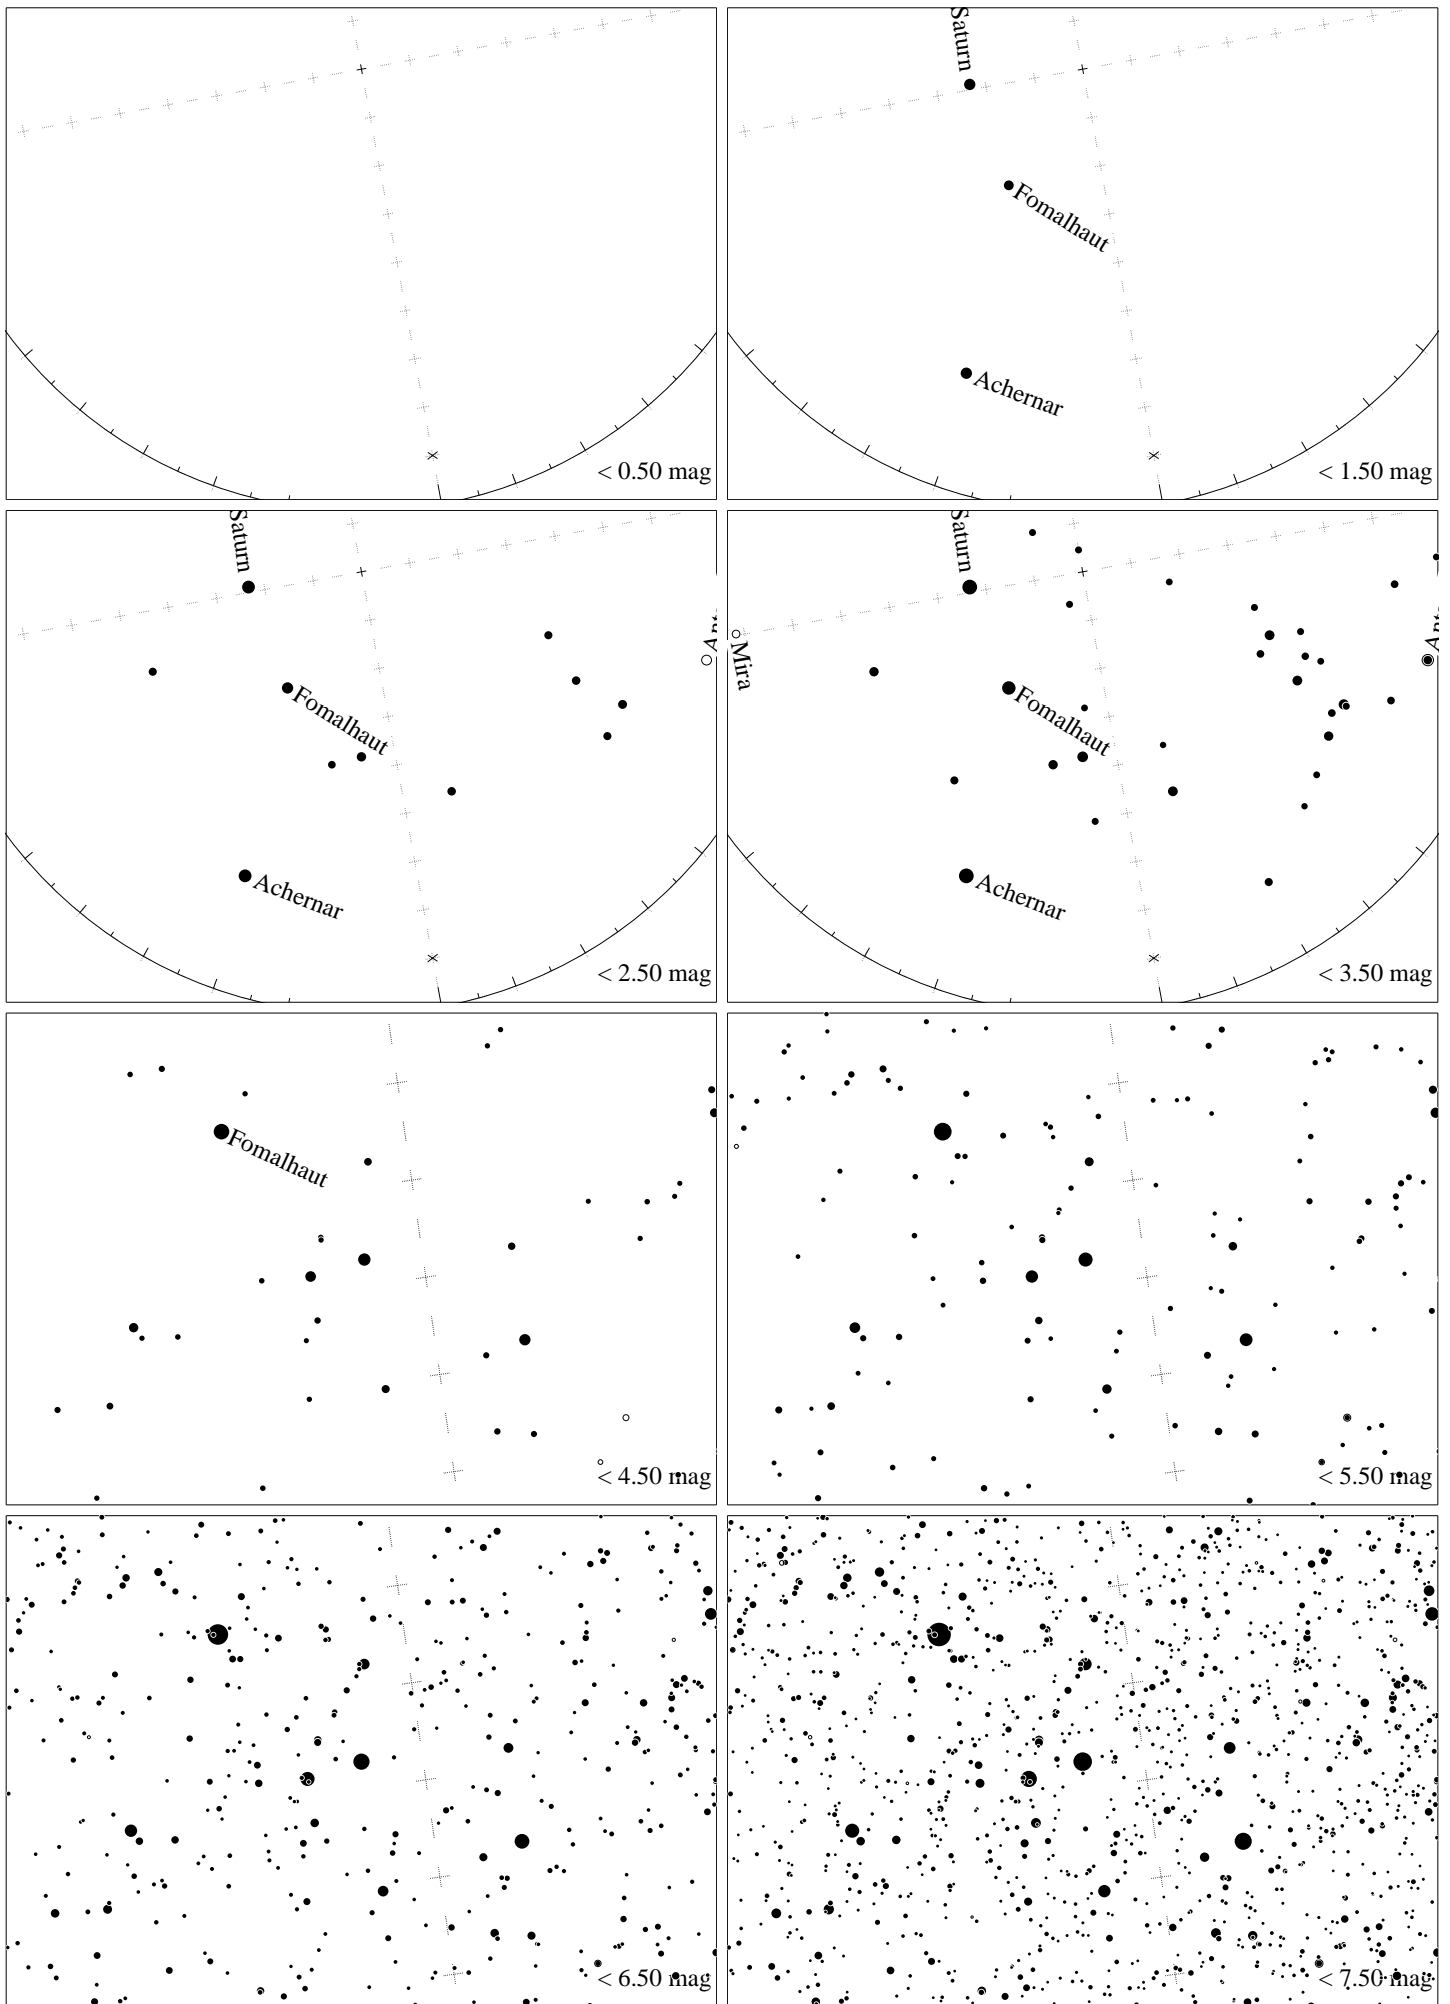 < 0.50 mag
Saturn
Fomalhaut
Achernar
< 1.50 mag
Saturn
Fomalhaut
Achernar
< 2.50 mag
Saturn
Mira
Fomalhaut
Achernar
< 3.50 mag
Fomalhaut
< 4.50 mag
< 5.50 mag
< 6.50 mag
< 7.50 mag